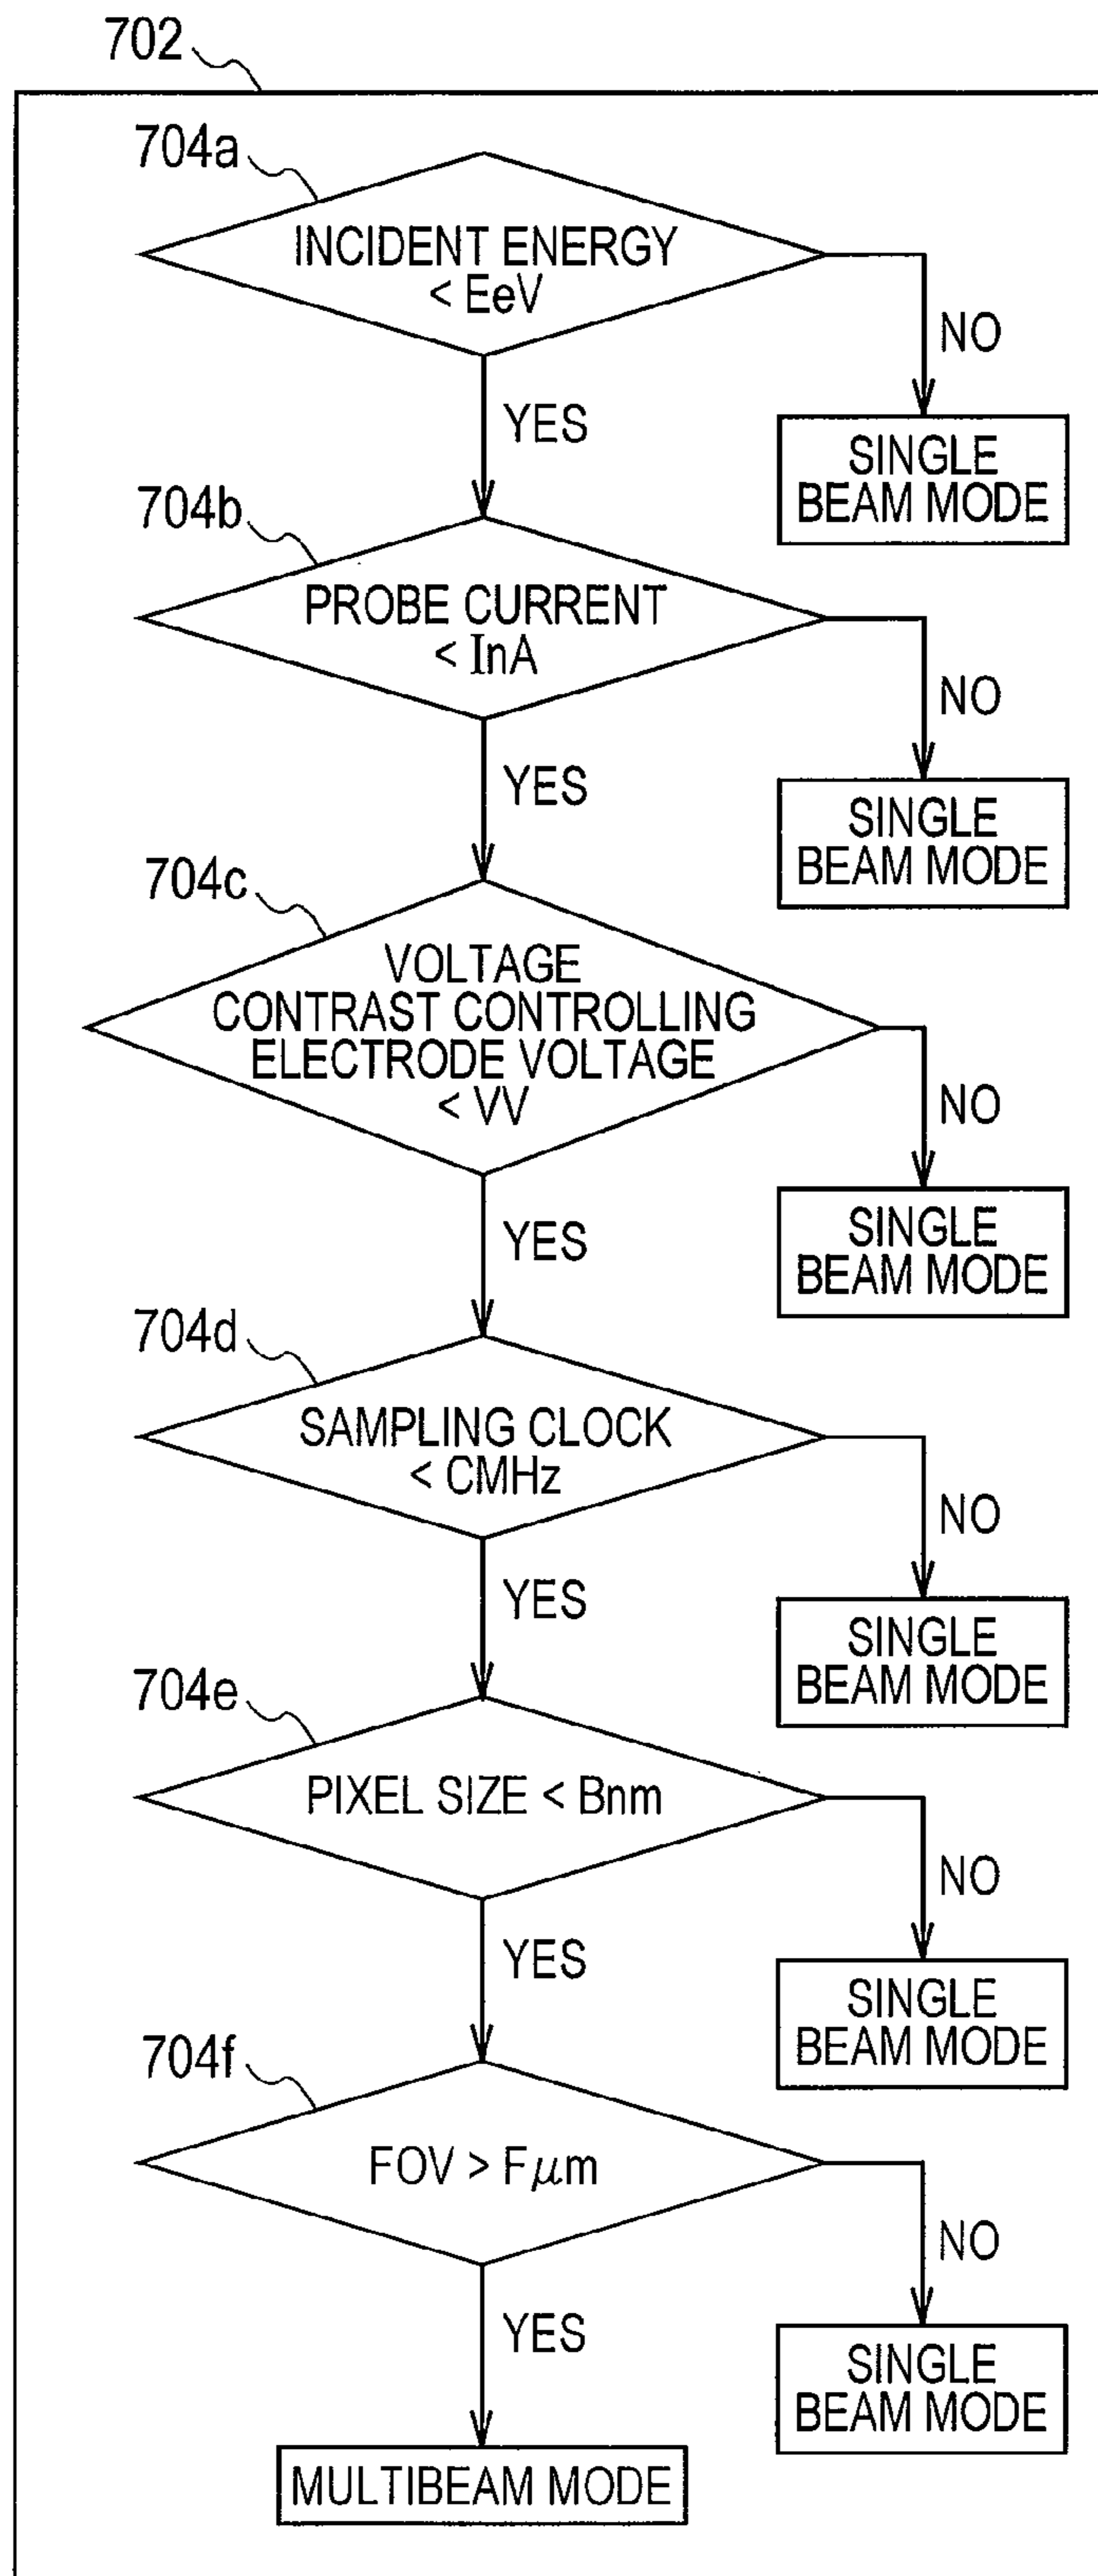 702
704a
INCIDENT ENERGY
< EeV
NO
YES
SINGLE
BEAM MODE
704b
PROBE CURRENT
< InA
NO
YES
SINGLE
BEAM MODE
704c
VOLTAGE
CONTRAST CONTROLLING
ELECTRODE VOLTAGE
< VV
NO
YES
SINGLE
BEAM MODE
704d
SAMPLING CLOCK
< CMHz
NO
YES
SINGLE
BEAM MODE
704e
PIXEL SIZE < Bnm
NO
YES
SINGLE
BEAM MODE
704f
FOV > Fμm
NO
YES
SINGLE
BEAM MODE
MULTIBEAM MODE